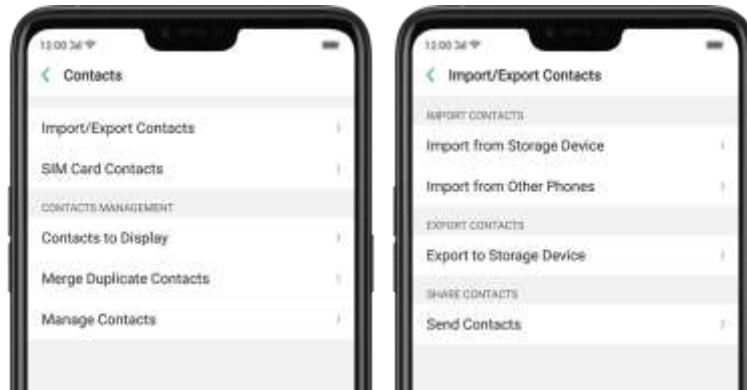 12:00
Contacts
Import/Export Contacts
SIM Card Contacts
CONTACTS MANAGEMENT
Contacts to Display
Merge Duplicate Contacts
Manage Contacts
12:00
Import/Export Contacts
IMPORT CONTACTS
Import from Storage Device
Import from Other Phones
EXPORT CONTACTS
Export to Storage Device
SHARE CONTACTS
Send Contacts